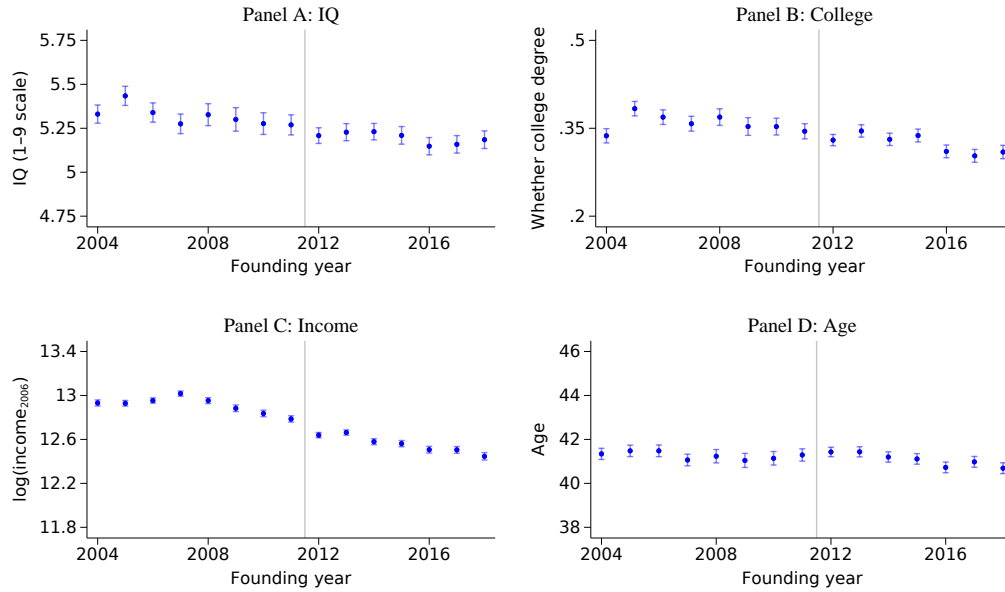 Panel A: IQ
5.75
5.5
5.25
5
4.75
IQ (1–9 scale)
2004 2008 2012 2016
Founding year
Panel B: College
.5
.35
.2
Whether college degree
2004 2008 2012 2016
Founding year
Panel C: Income
13.4
13
12.6
12.2
11.8
log(income2006)
2004 2008 2012 2016
Founding year
Panel D: Age
46
44
42
40
38
Age
2004 2008 2012 2016
Founding year